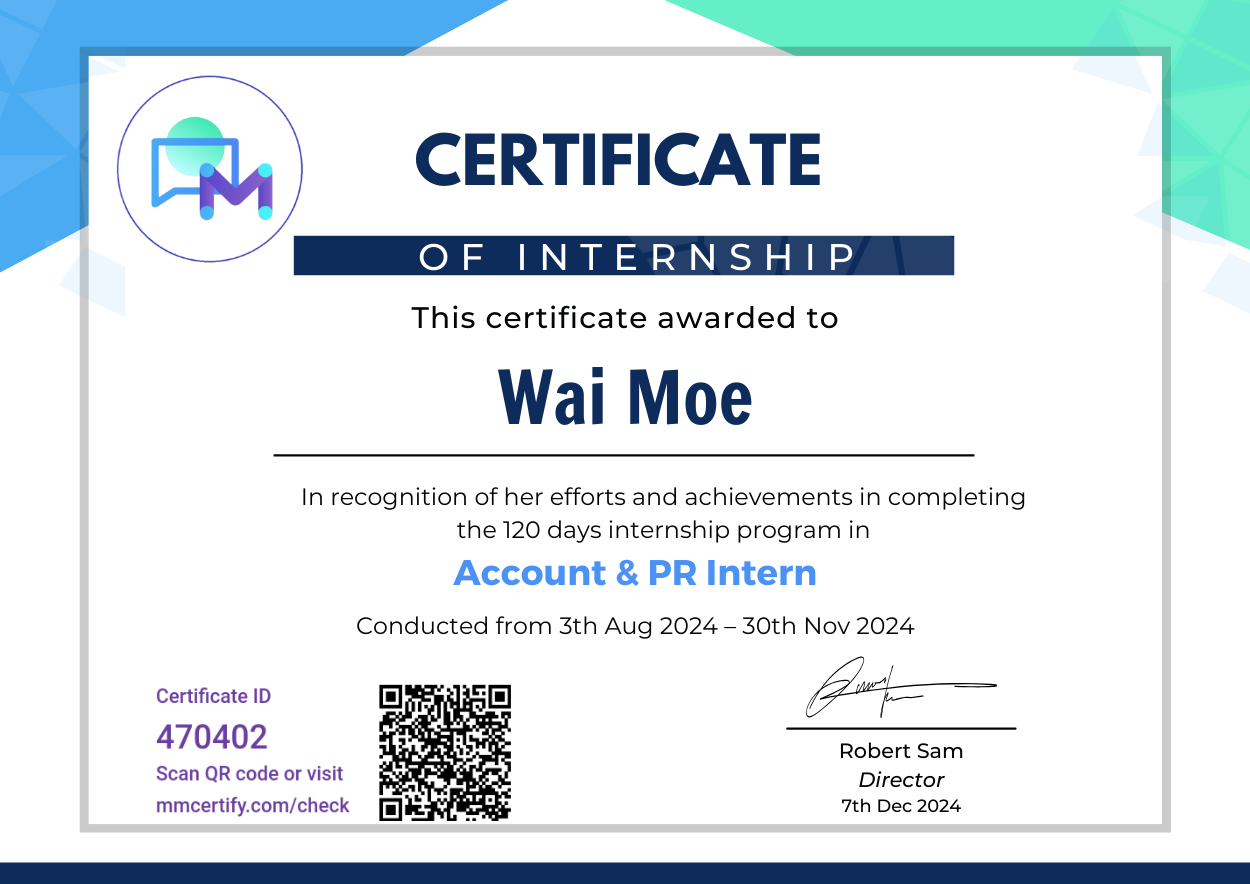 CERTIFICATE
OF INTERNSHIP
This certificate awarded to
Wai Moe
In recognition of her efforts and achievements in completing
the 120 days internship program in
Account & PR Intern
Conducted from 3th Aug 2024 – 30th Nov 2024
Certificate ID
470402
Scan QR code or visit
mmcertify.com/check
Robert Sam
Director
7th Dec 2024